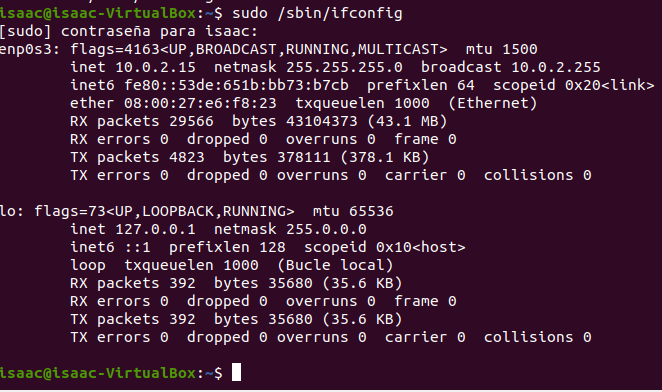 isaac@isaac-VirtualBox:~$ sudo /sbin/ifconfig
[sudo] contraseña para isaac:
enp0s3: flags=4163<UP,BROADCAST,RUNNING,MULTICAST>  mtu 1500
        inet 10.0.2.15  netmask 255.255.255.0  broadcast 10.0.2.255
        inet6 fe80::53de:651b:bb73:b7cb  prefixlen 64  scopeid 0x20<link>
        ether 08:00:27:e6:f8:23  txqueuelen 1000  (Ethernet)
        RX packets 29566  bytes 43104373 (43.1 MB)
        RX errors 0  dropped 0  overruns 0  frame 0
        TX packets 4823  bytes 378111 (378.1 KB)
        TX errors 0  dropped 0 overruns 0  carrier 0  collisions 0

lo: flags=73<UP,LOOPBACK,RUNNING>  mtu 65536
        inet 127.0.0.1  netmask 255.0.0.0
        inet6 ::1  prefixlen 128  scopeid 0x10<host>
        loop  txqueuelen 1000  (Bucle local)
        RX packets 392  bytes 35680 (35.6 KB)
        RX errors 0  dropped 0  overruns 0  frame 0
        TX packets 392  bytes 35680 (35.6 KB)
        TX errors 0  dropped 0 overruns 0  carrier 0  collisions 0

isaac@isaac-VirtualBox:~$